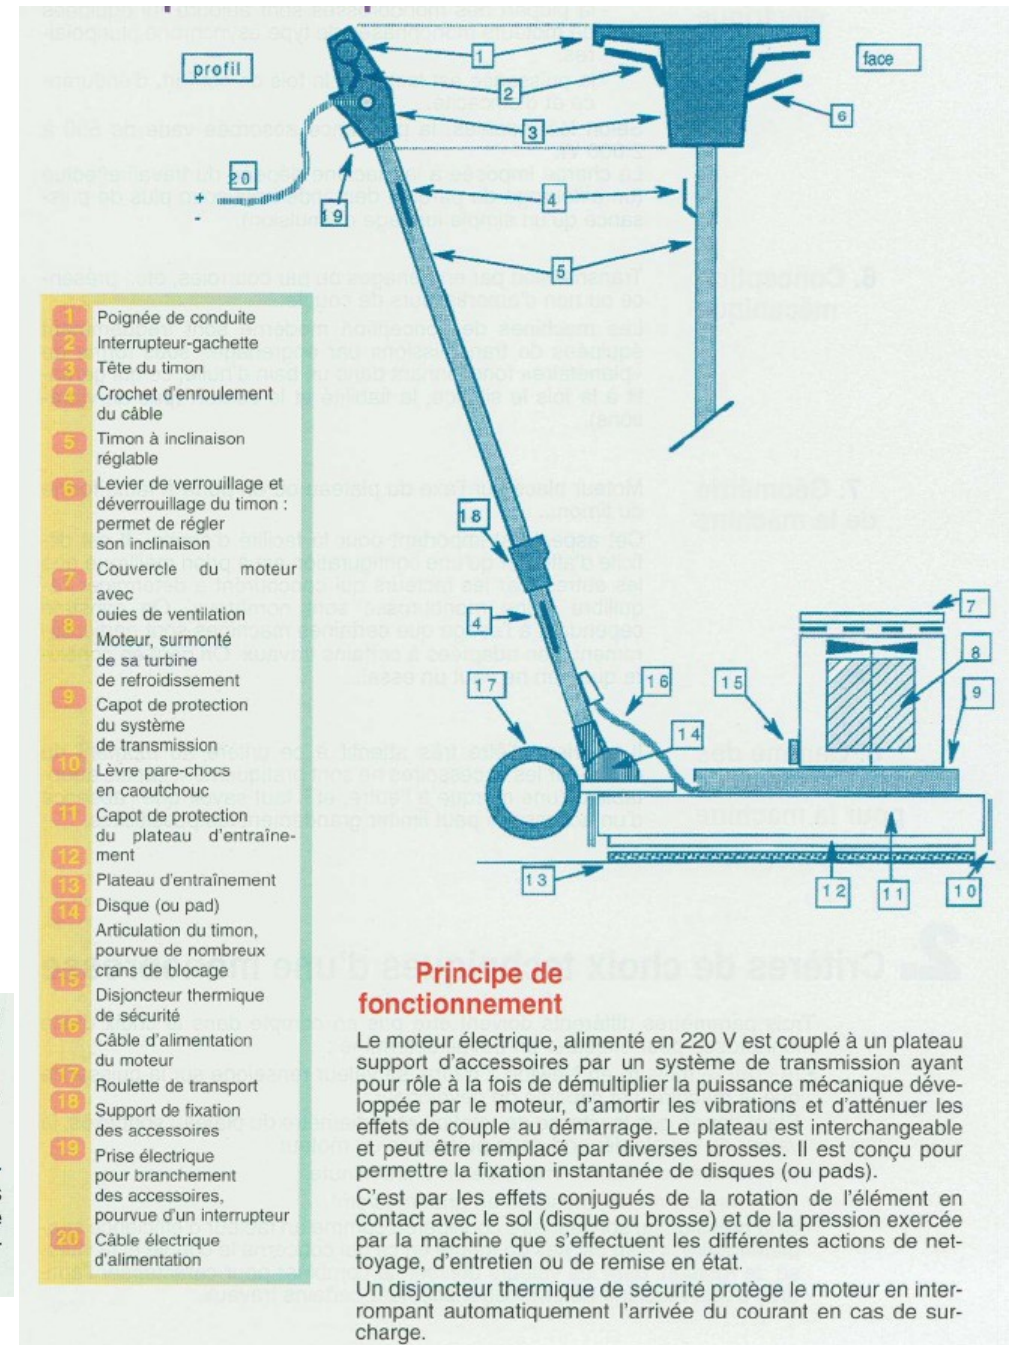 profil
face
1
2
3
6
20
+
-
19
4
5
1 Poignée de conduite
2 Interrupteur-gachette
3 Tête du timon
4 Crochet d'enroulement
du câble
5 Timon à inclinaison
réglable
6 Levier de verrouillage et
déverrouillage du timon :
permet de régler
son inclinaison
7 Couvercle du moteur
avec
ouies de ventilation
8 Moteur, surmonté
de sa turbine
de refroidissement
9 Capot de protection
du système
de transmission
10 Lèvre pare-chocs
en caoutchouc
11 Capot de protection
du plateau d'entraîne-
12 ment
13 Plateau d'entraînement
14 Disque (ou pad)
Articulation du timon,
pourvue de nombreux
crans de blocage
15
Disjoncteur thermique
de sécurité
16 Câble d'alimentation
du moteur
17 Roulette de transport
18 Support de fixation
des accessoires
19 Prise électrique
pour branchement
des accessoires,
pourvue d'un interrupteur
20 Câble électrique
d'alimentation
18
4
7
8
17
16
15
9
14
13
12
11
10
Principe de
fonctionnement
Le moteur électrique, alimenté en 220 V est couplé à un plateau
support d'accessoires par un système de transmission ayant
pour rôle à la fois de démultiplier la puissance mécanique déve-
loppée par le moteur, d'amortir les vibrations et d'atténuer les
effets de couple au démarrage. Le plateau est interchangeable
et peut être remplacé par diverses brosses. Il est conçu pour
permettre la fixation instantanée de disques (ou pads).
C'est par les effets conjugués de la rotation de l'élément en
contact avec le sol (disque ou brosse) et de la pression exercée
par la machine que s'effectuent les différentes actions de net-
toyage, d'entretien ou de remise en état.
Un disjoncteur thermique de sécurité protège le moteur en inter-
rompant automatiquement l'arrivée du courant en cas de sur-
charge.